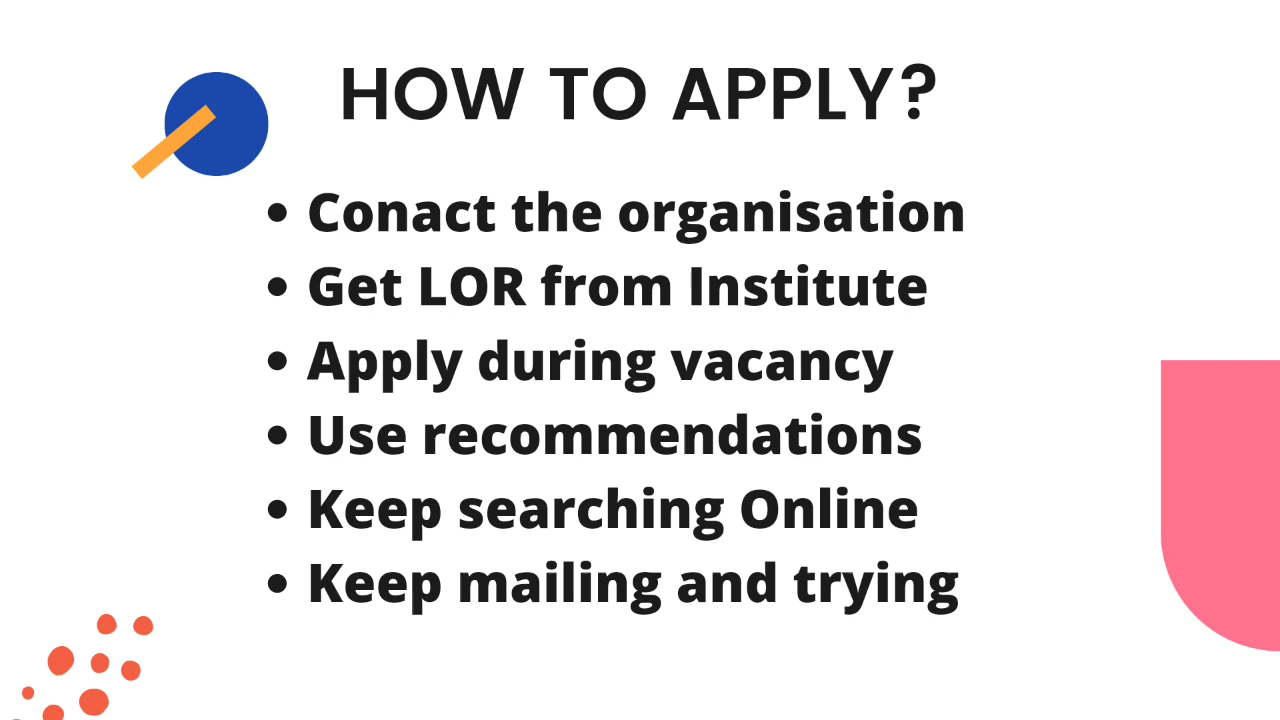 HOW TO APPLY?
• Conact the organisation
• Get LOR from Institute
• Apply during vacancy
• Use recommendations
• Keep searching Online
• Keep mailing and trying